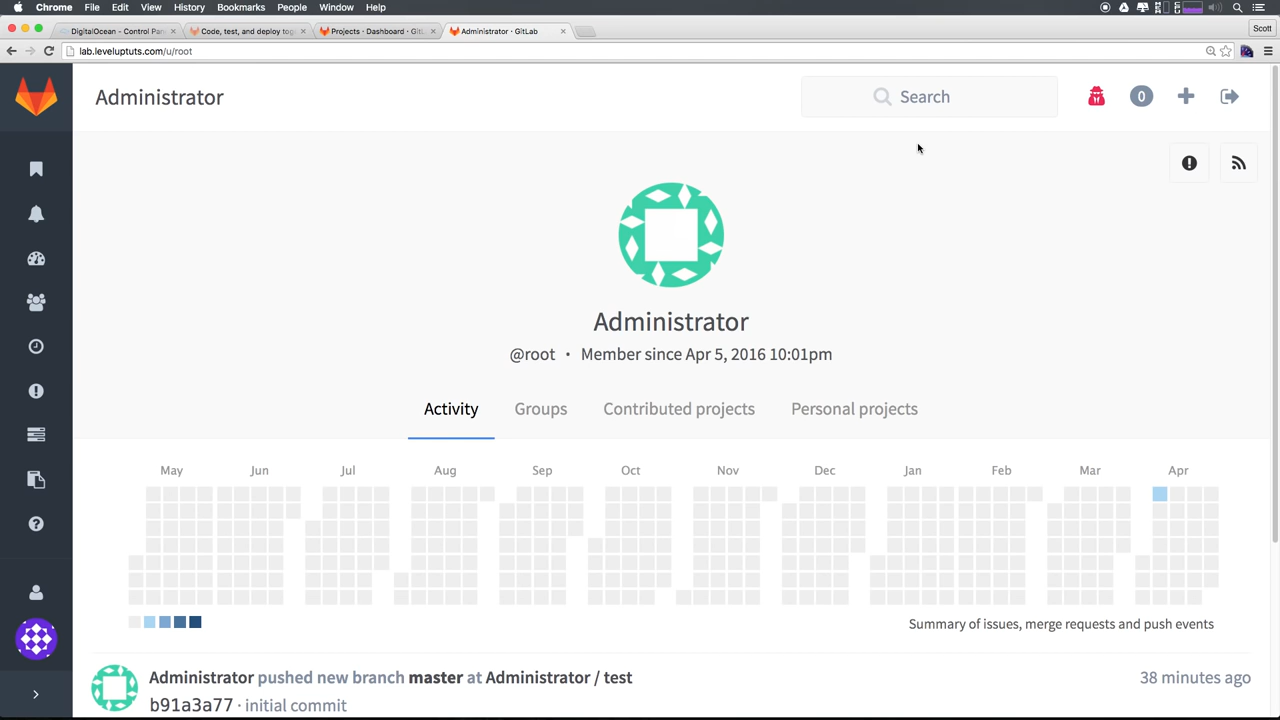 Chrome File Edit View History Bookmarks People Window Help
DigitalOcean - Control Pan
Code, test, and deploy tog
Projects · Dashboard · Git
Administrator · GitLab
Scott
lab.leveluptuts.com/u/root
Administrator
Search
0
Administrator
@root · Member since Apr 5, 2016 10:01pm
Activity Groups Contributed projects Personal projects
May Jun Jul Aug Sep Oct Nov Dec Jan Feb Mar Apr
Summary of issues, merge requests and push events
Administrator pushed new branch master at Administrator / test
38 minutes ago
b91a3a77 · initial commit